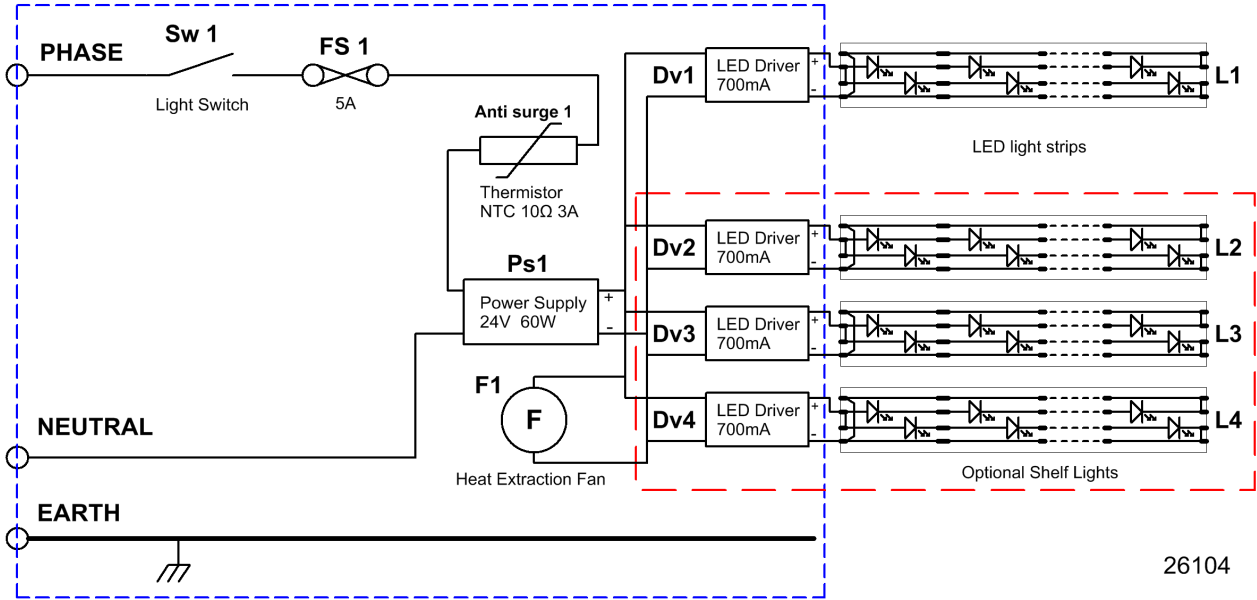 PHASE
Sw 1
Light Switch
FS 1
5A
Anti surge 1
Thermistor
NTC 10Ω 3A
Ps1
Power Supply
24V 60W
+
-
F1
F
Heat Extraction Fan
NEUTRAL
EARTH
Dv1
LED Driver
700mA
+
-
L1
LED light strips
Dv2
LED Driver
700mA
+
-
L2
Dv3
LED Driver
700mA
+
-
L3
Dv4
LED Driver
700mA
+
-
L4
Optional Shelf Lights
26104